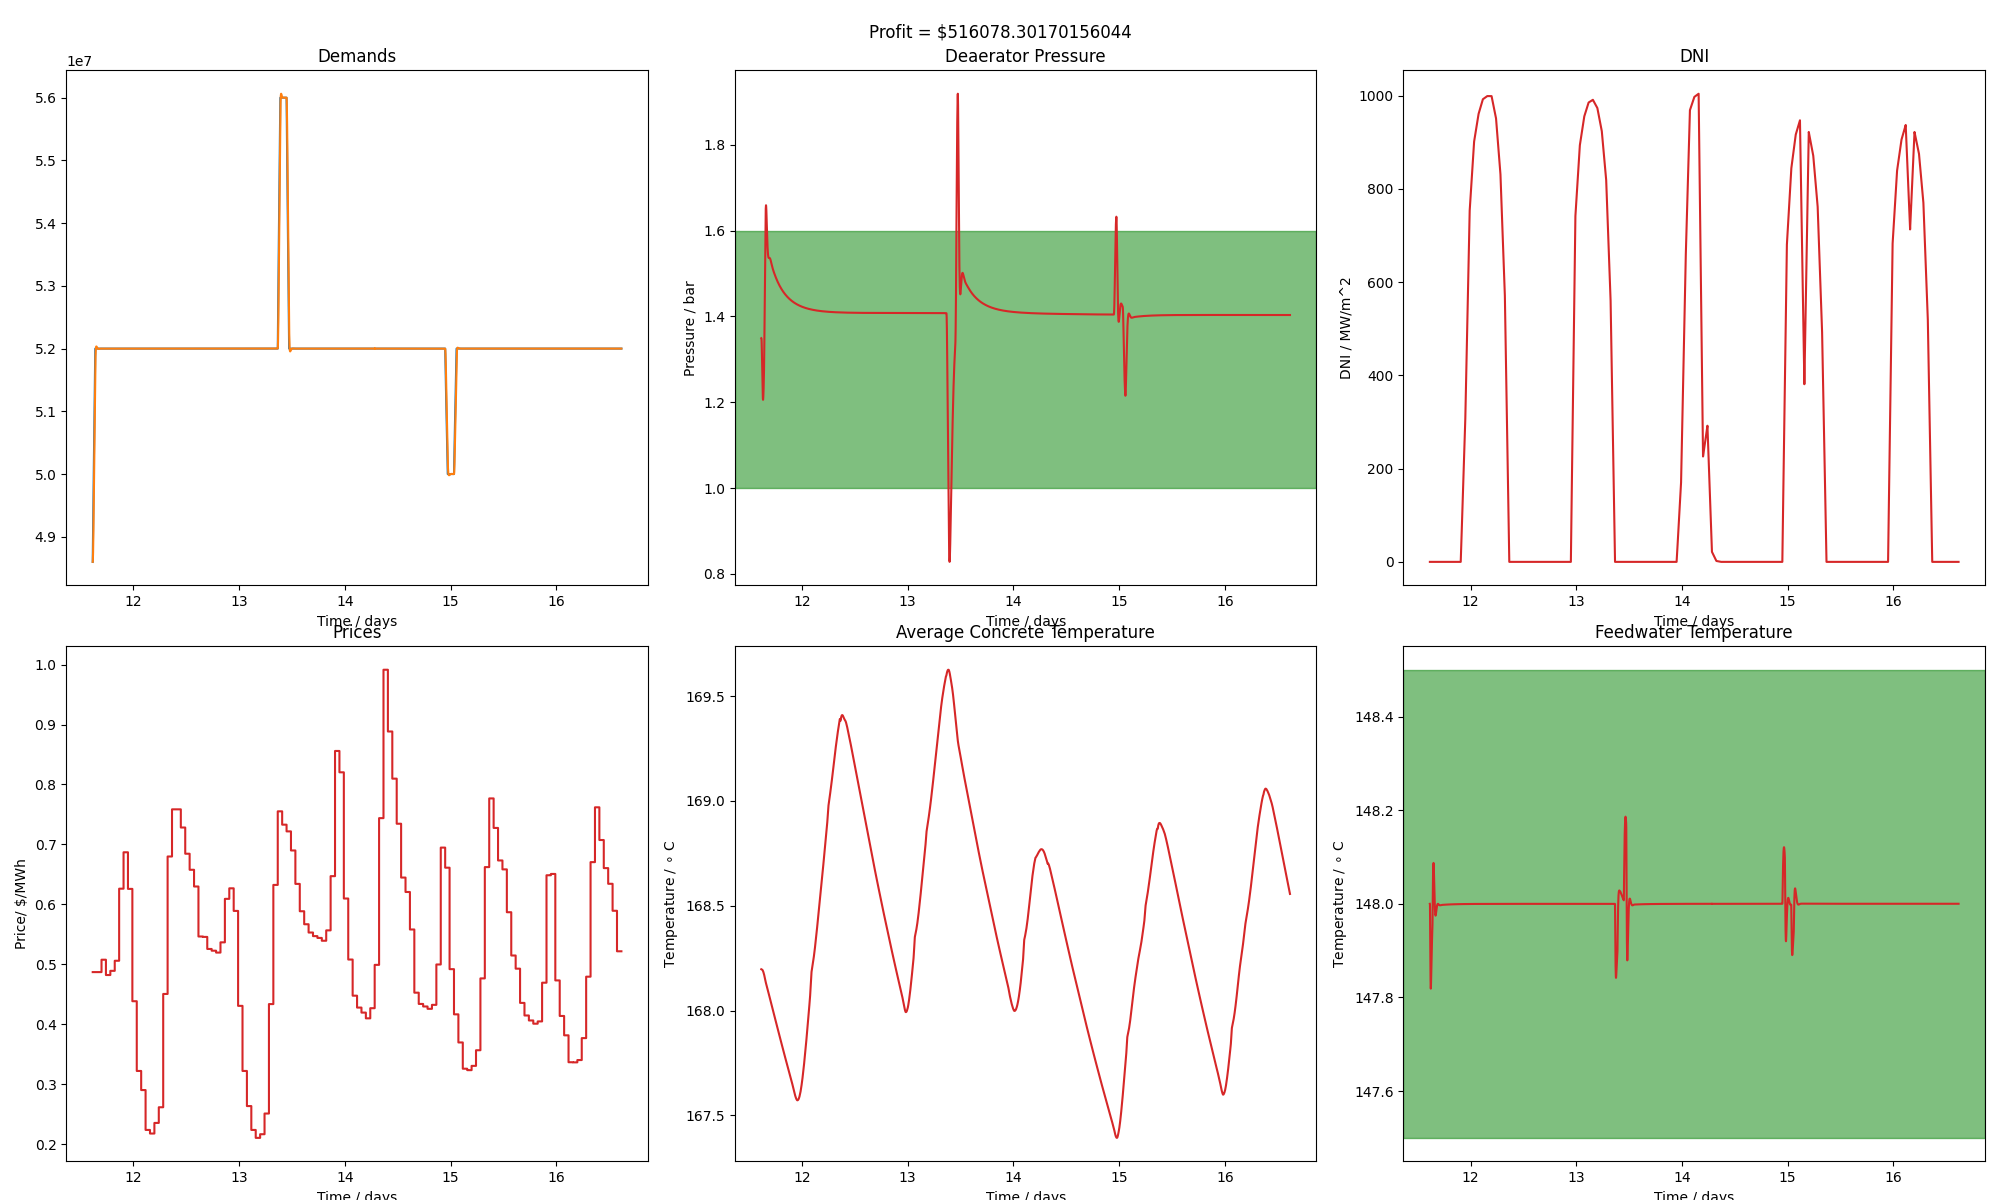 Profit = $516078.30170156044
Demands
1e7
5.6
5.5
5.4
5.3
5.2
5.1
5.0
4.9
12 13 14 15 16
Time / days
Deaerator Pressure
Pressure / bar
1.8
1.6
1.4
1.2
1.0
0.8
12 13 14 15 16
Time / days
DNI
DNI / MW/m^2
1000
800
600
400
200
0
12 13 14 15 16
Time / days
Prices
Price/ $/MWh
1.0
0.9
0.8
0.7
0.6
0.5
0.4
0.3
0.2
12 13 14 15 16
Time / days
Average Concrete Temperature
Temperature / ∘ C
169.5
169.0
168.5
168.0
167.5
12 13 14 15 16
Time / days
Feedwater Temperature
Temperature / ∘ C
148.4
148.2
148.0
147.8
147.6
12 13 14 15 16
Time / days